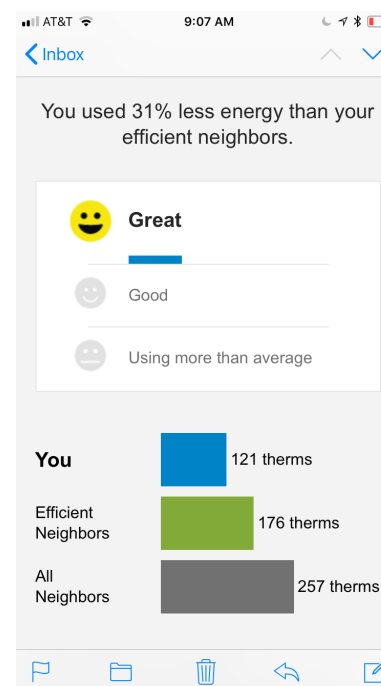 AT&T 9:07 AM
Inbox
You used 31% less energy than your
efficient neighbors.
Great
Good
Using more than average
You 121 therms
Efficient
Neighbors
176 therms
All
Neighbors
257 therms